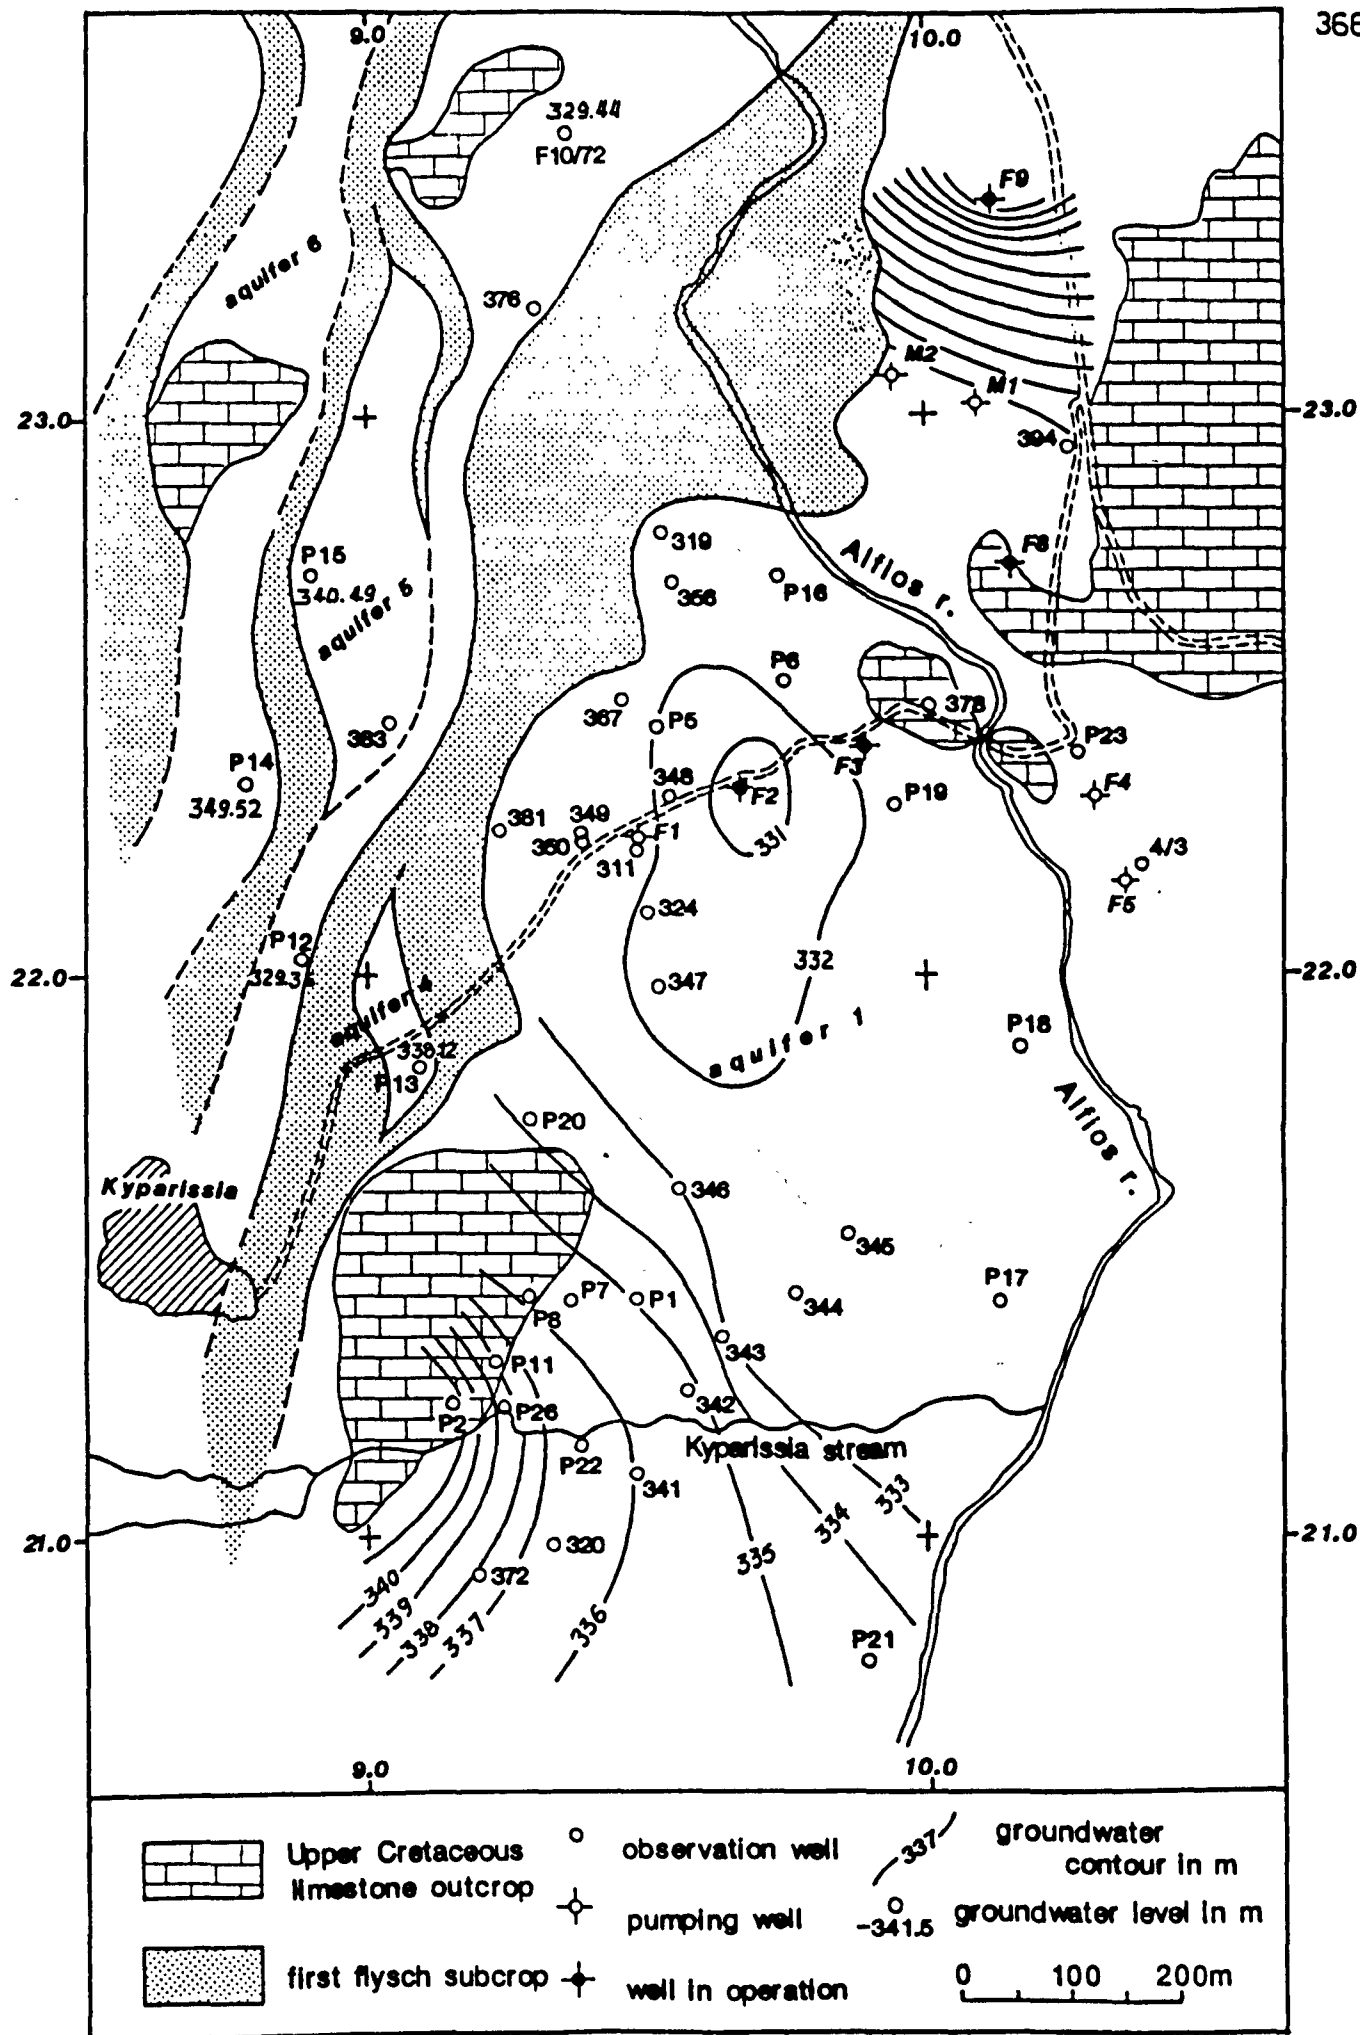 366
9.0
10.0
329.44
F10/72
F9
aquifer 6
376
M2
M1
23.0
23.0
394
319
Alfios r.
F8
P15
340.49
356
P16
aquifer 5
P6
367
P5
378
383
P23
P14
F3
349.52
348
F2
P19
F4
381
349
F1
360
331
311
4/3
F5
324
P12
332
22.0
329.3
22.0
347
aquifer 4
aquifer 1
P18
338.12
P13
Alfios r.
P20
Kyparissia
346
345
P17
P7
P1
P8
344
343
P11
342
P2
P26
Kyparissia stream
P22
341
333
334
21.0
21.0
335
320
340
372
339
338
337
336
P21
9.0
10.0
Upper Cretaceous
limestone outcrop
observation well
337
groundwater
contour in m
pumping well
-341.5
groundwater level in m
first flysch subcrop
well in operation
0 100 200m